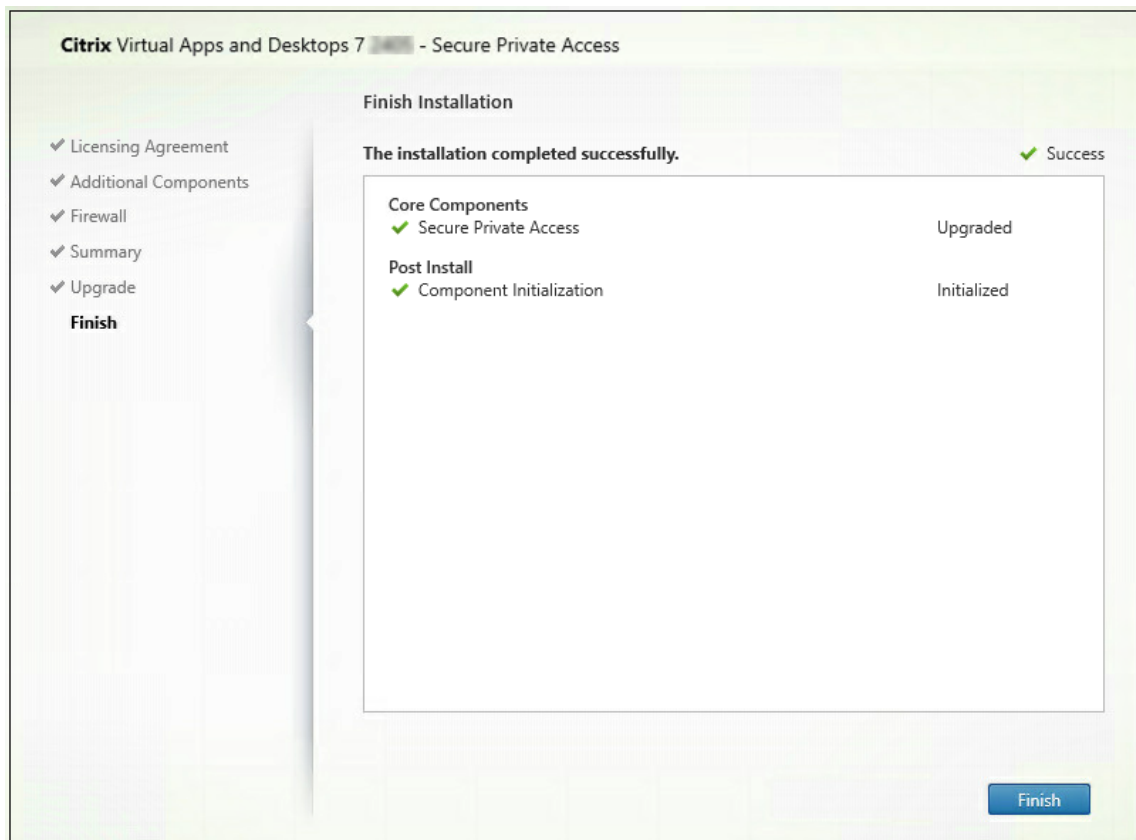 Citrix Virtual Apps and Desktops 7 - Secure Private Access
Finish Installation
Licensing Agreement
Additional Components
Firewall
Summary
Upgrade
Finish
The installation completed successfully. Success
Core Components
Secure Private Access Upgraded
Post Install
Component Initialization Initialized
Finish